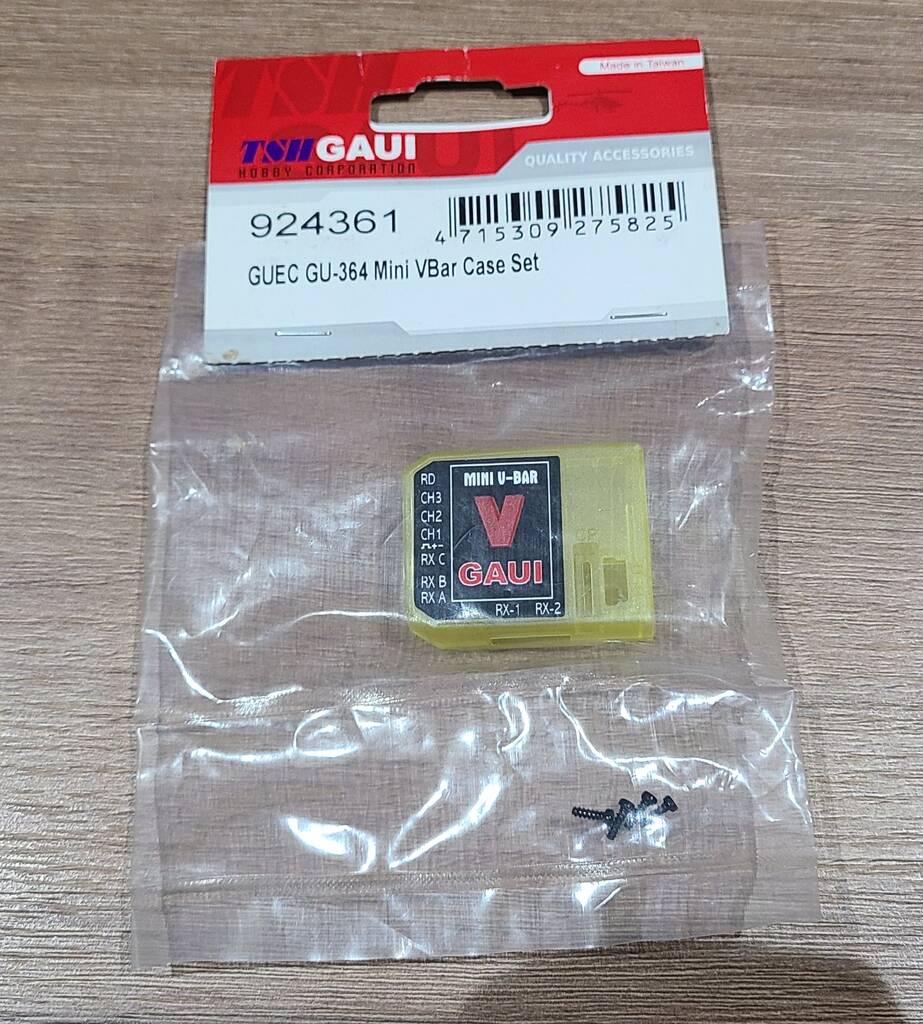 TSH
Made in Taiwan
TSH GAUI
HOBBY CORPORATION
QUALITY ACCESSORIES
924361
4 715309 275825
GUEC GU-364 Mini VBar Case Set
RD
CH3
CH2
CH1
RX C
RX B
RX A
MINI V-BAR
V
GAUI
RX-1 RX-2